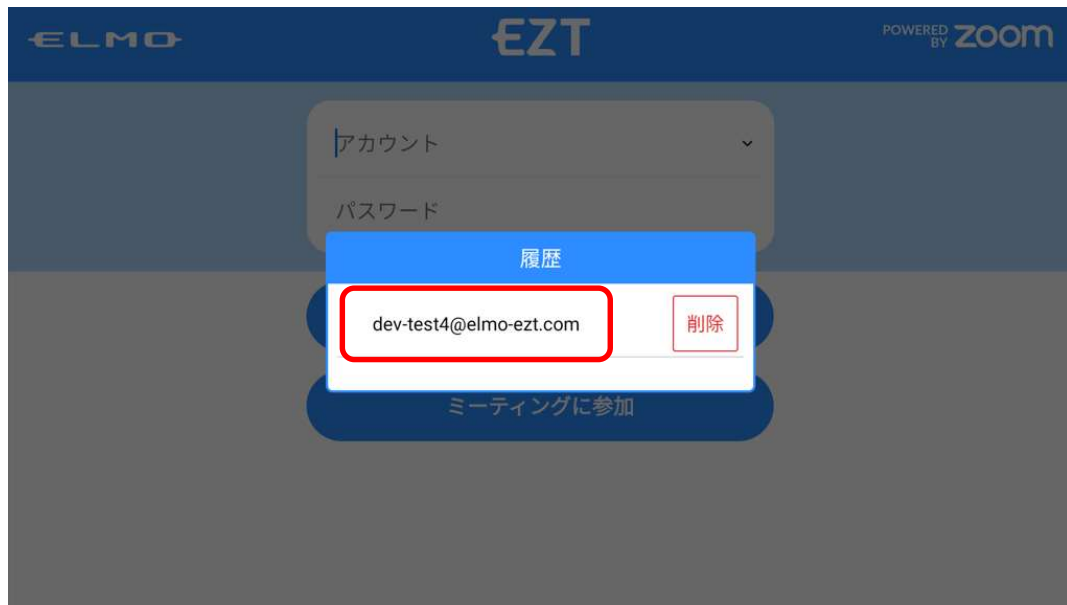 ELMO
EZT
POWERED BY zoom
アカウント
パスワード
履歴
dev-test4@elmo-ezt.com
削除
ミーティングに参加